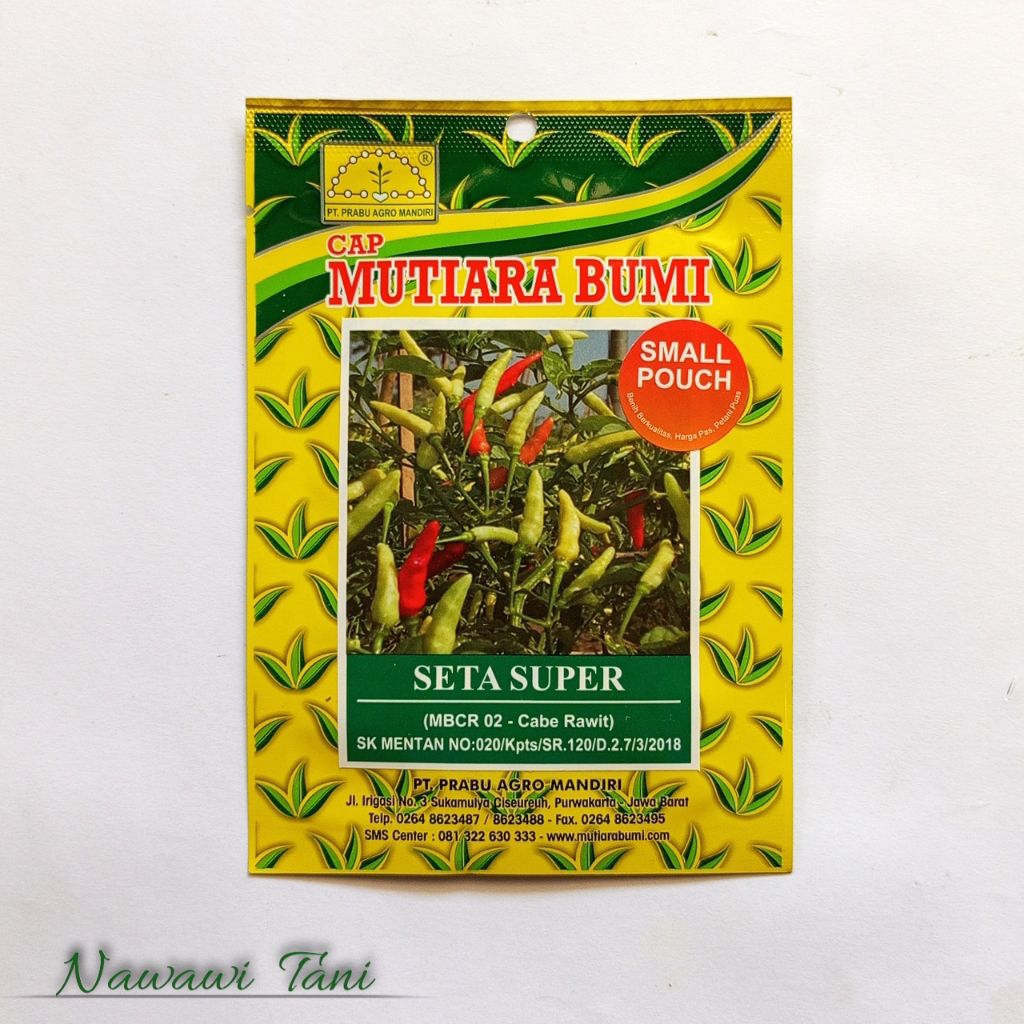 ®
PT. PRABU AGRO MANDIRI
CAP
MUTIARA BUMI
SMALL
POUCH
Benih Berkualitas, Harga Pas, Petani Puas
SETA SUPER
(MBCR 02 - Cabe Rawit)
SK MENTAN NO:020/Kpts/SR.120/D.2.7/3/2018
PT. PRABU AGRO MANDIRI
Jl. Irigasi No. 3 Sukamulya Ciseureuh, Purwakarta - Jawa Barat
Telp. 0264 8623487 / 8623488 - Fax. 0264 8623495
SMS Center : 081 322 630 333 - www.mutiarabumi.com
Nawawi Tani